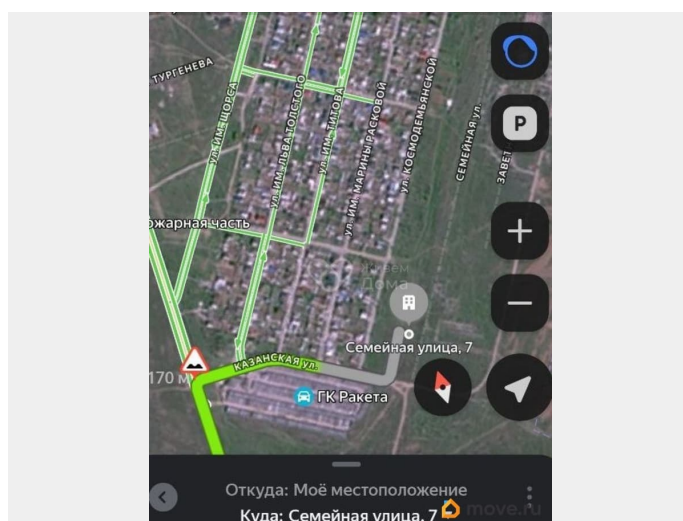 ТУРГЕНЕВА
УЛ. ИМ. ЩОРСА
УЛ. ИМ. ЛЬВА ТОЛСТОГО
УЛ. ИМ. ТИТОВА
УЛ. ИМ. МАРИНЫ РАСКОВОЙ
УЛ. КОСМОДЕМЬЯНСКОЙ
СЕМЕЙНАЯ УЛ.
ЗАВЕТ
P
ожарная часть
+
Дома
−
Семейная улица, 7
КАЗАНСКАЯ УЛ.
170 м
ГК Ракета
Откуда: Моё местоположение
Куда: Семейная улица, 7
move.ru